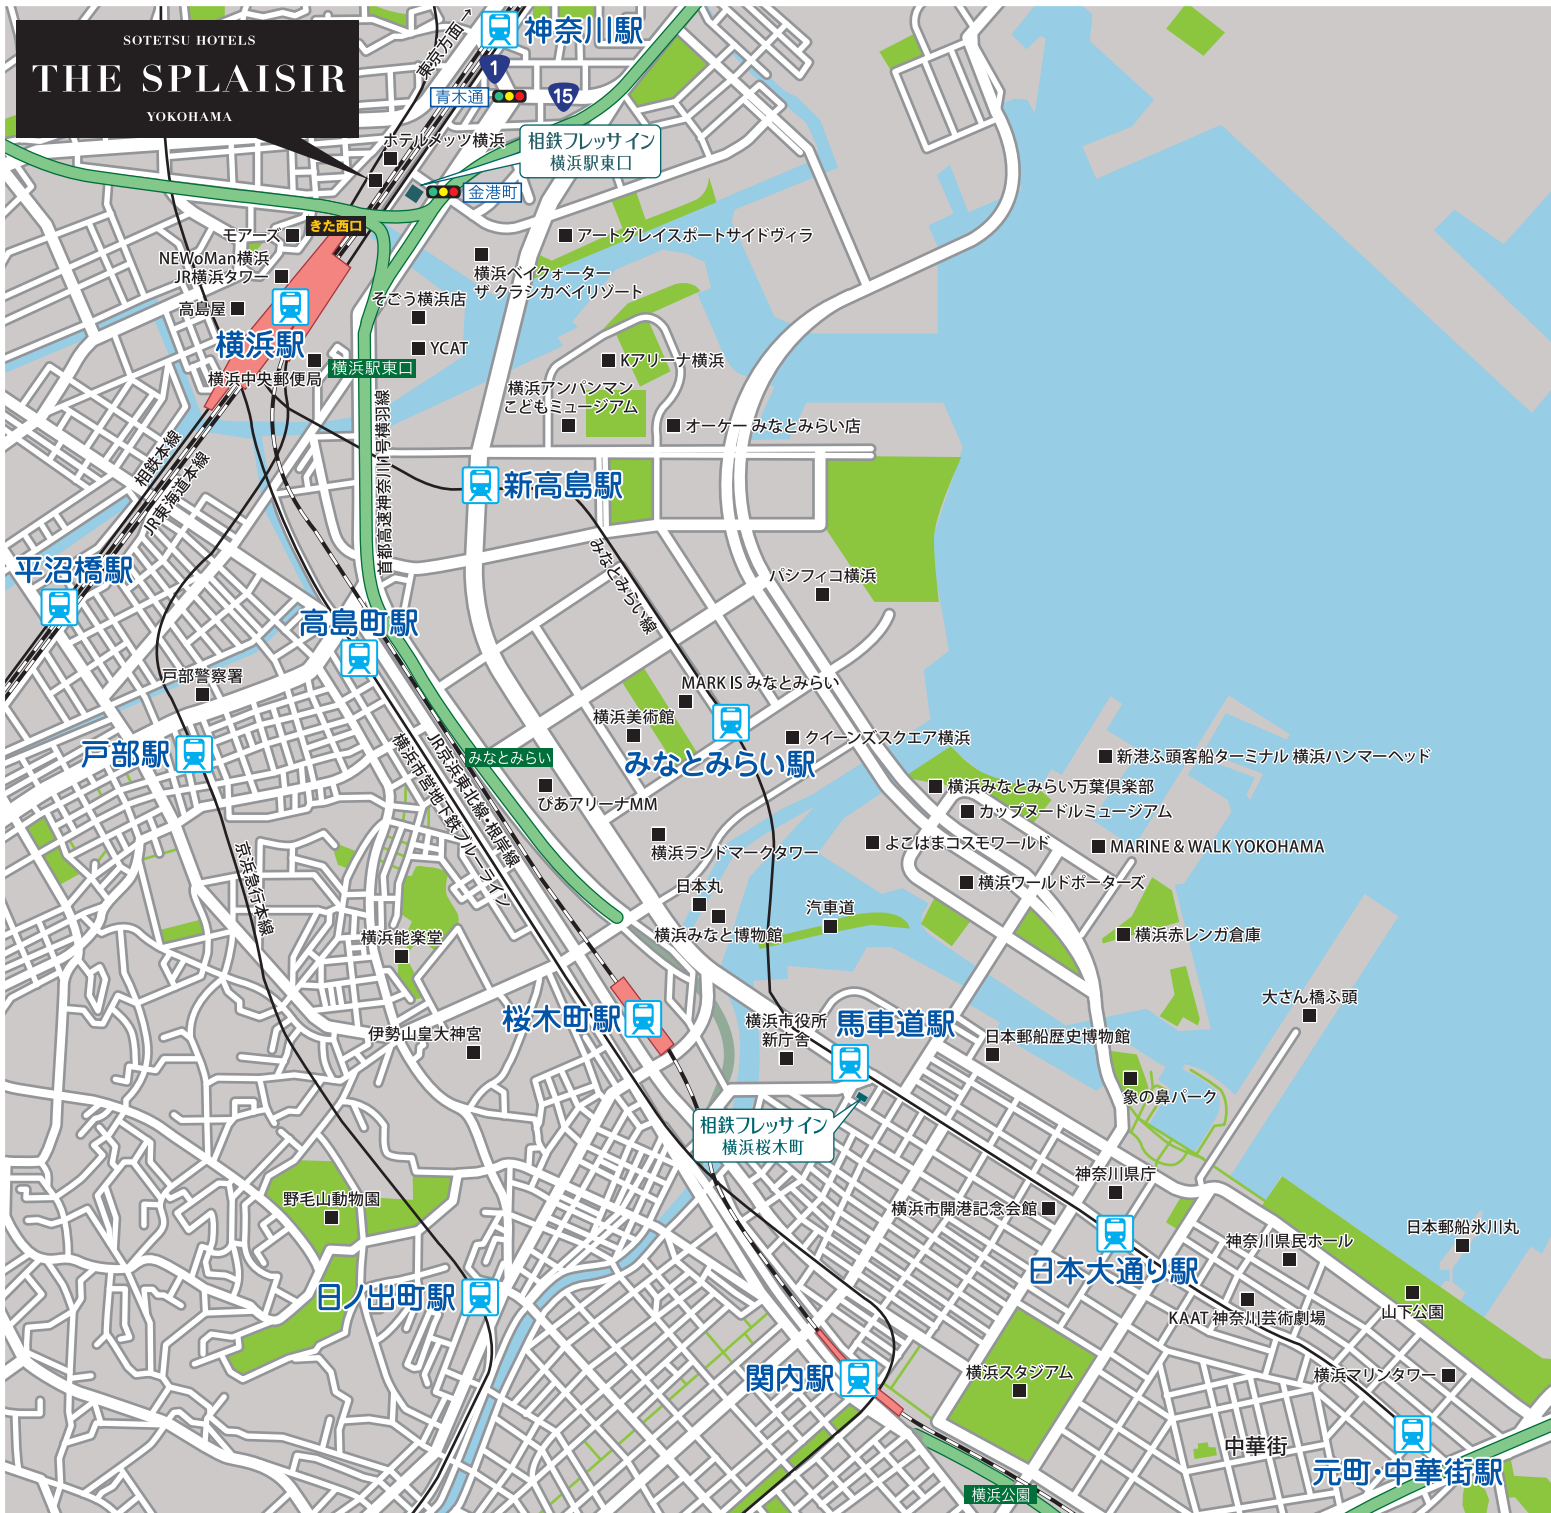 SOTETSU HOTELS
THE SPLAISIR
YOKOHAMA
東京方面→
神奈川駅
1
青木通
15
ホテルメッツ横浜
相鉄フレッサイン
横浜駅東口
金港町
きた西口
モアーズ
NEWoMan横浜
JR横浜タワー
高島屋
横浜駅
横浜中央郵便局
そごう横浜店
YCAT
横浜駅東口
アートグレイスポートサイドヴィラ
横浜ベイクォーター
ザ クラシカベイリゾート
Kアリーナ横浜
横浜アンパンマン
こどもミュージアム
オーケー みなとみらい店
首都高速神奈川1号横羽線
相鉄本線
JR東海道本線
新高島駅
みなとみらい線
平沼橋駅
高島町駅
パシフィコ横浜
戸部警察署
戸部駅
MARK IS みなとみらい
横浜美術館
みなとみらい駅
クイーンズスクエア横浜
みなとみらい
JR京浜東北線・根岸線
横浜市営地下鉄ブルーライン
ぴあアリーナMM
横浜ランドマークタワー
新港ふ頭客船ターミナル 横浜ハンマーヘッド
横浜みなとみらい万葉倶楽部
カップヌードルミュージアム
よこはまコスモワールド
MARINE & WALK YOKOHAMA
横浜ワールドポーターズ
日本丸
横浜みなと博物館
汽車道
横浜赤レンガ倉庫
京浜急行本線
横浜能楽堂
大さん橋ふ頭
桜木町駅
伊勢山皇大神宮
横浜市役所
新庁舎
馬車道駅
日本郵船歴史博物館
象の鼻パーク
相鉄フレッサイン
横浜桜木町
神奈川県庁
野毛山動物園
横浜市開港記念会館
日本大通り駅
神奈川県民ホール
日本郵船氷川丸
日ノ出町駅
KAAT 神奈川芸術劇場
山下公園
関内駅
横浜スタジアム
横浜マリンタワー
中華街
元町・中華街駅
横浜公園